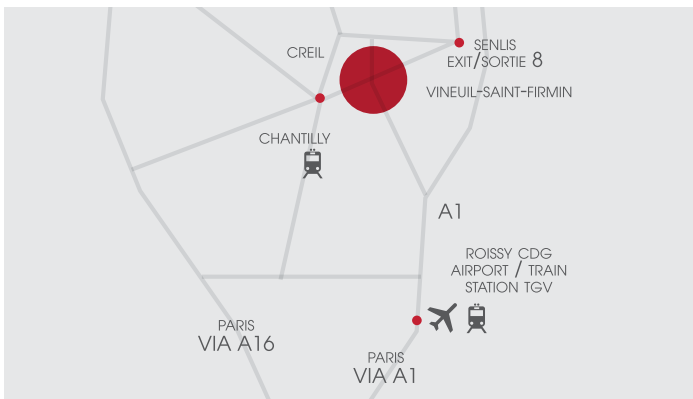 CREIL
SENLIS
EXIT/SORTIE 8
VINEUIL-SAINT-FIRMIN
CHANTILLY
A1
ROISSY CDG
AIRPORT / TRAIN
STATION TGV
PARIS
VIA A16
PARIS
VIA A1